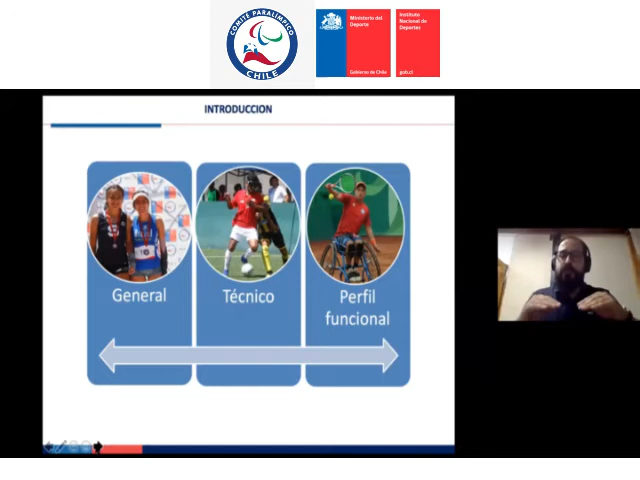 COMITÉ PARALÍMPICO
CHILE
Ministerio del
Deporte
Gobierno de Chile
Instituto
Nacional de
Deportes
gob.cl
INTRODUCCION
General
Técnico
Perfil
funcional